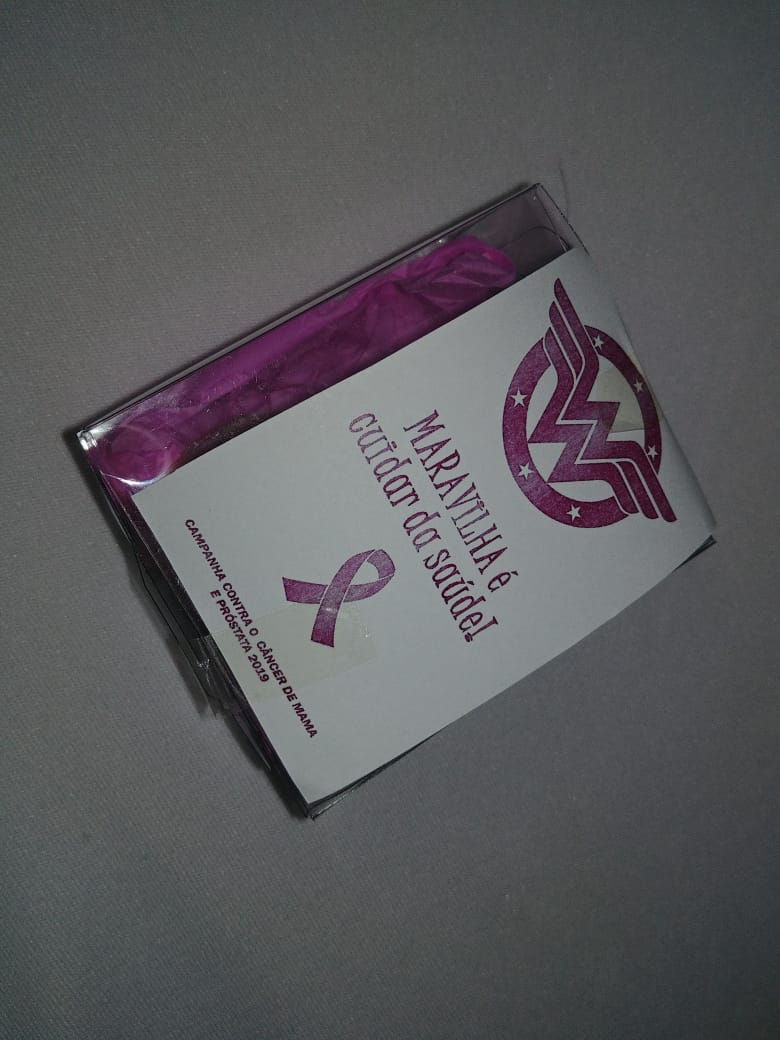 MARAVILHA é
cuidar da saúde!
CAMPANHA CONTRA O CÂNCER DE MAMA
E PRÓSTATA 2019